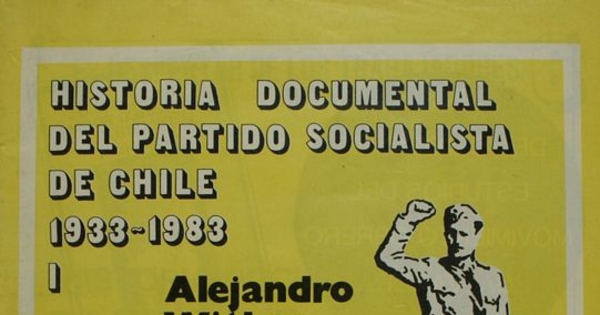 HISTORIA DOCUMENTAL
DEL PARTIDO SOCIALISTA
DE CHILE
1933~1983
I
Alejandro